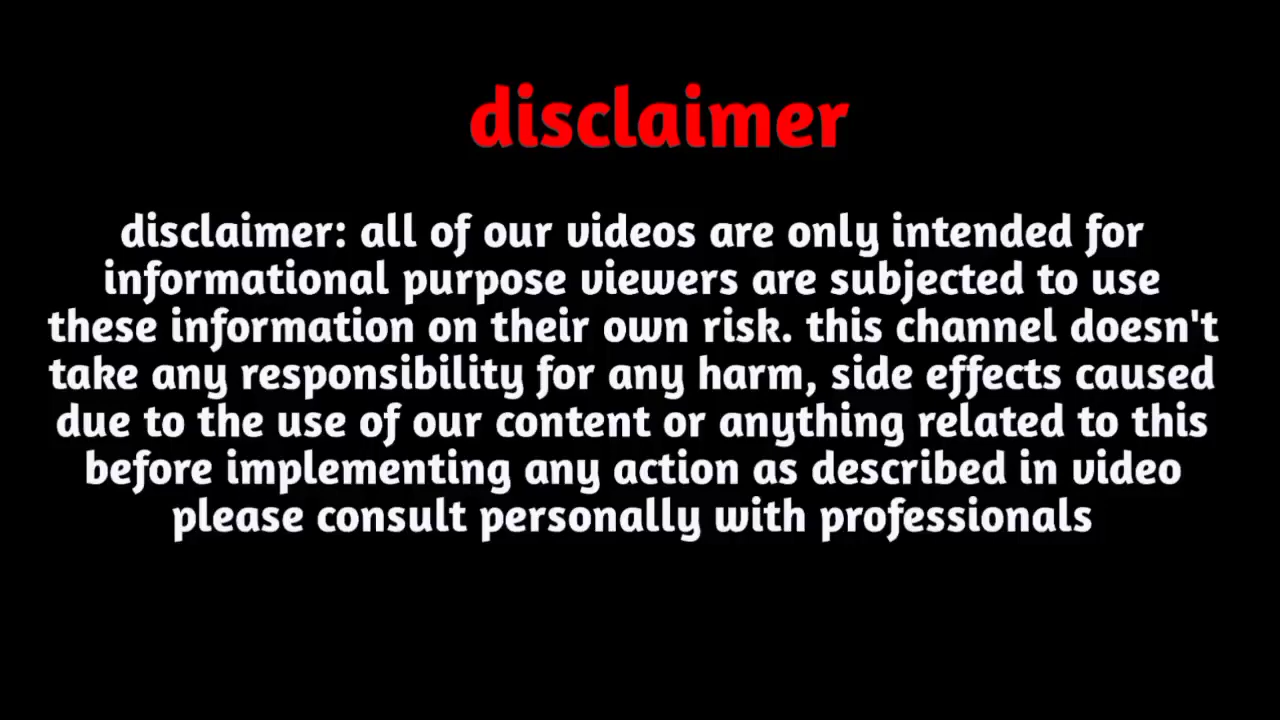 disclaimer
disclaimer: all of our videos are only intended for
informational purpose viewers are subjected to use
these information on their own risk. this channel doesn't
take any responsibility for any harm, side effects caused
due to the use of our content or anything related to this
before implementing any action as described in video
please consult personally with professionals